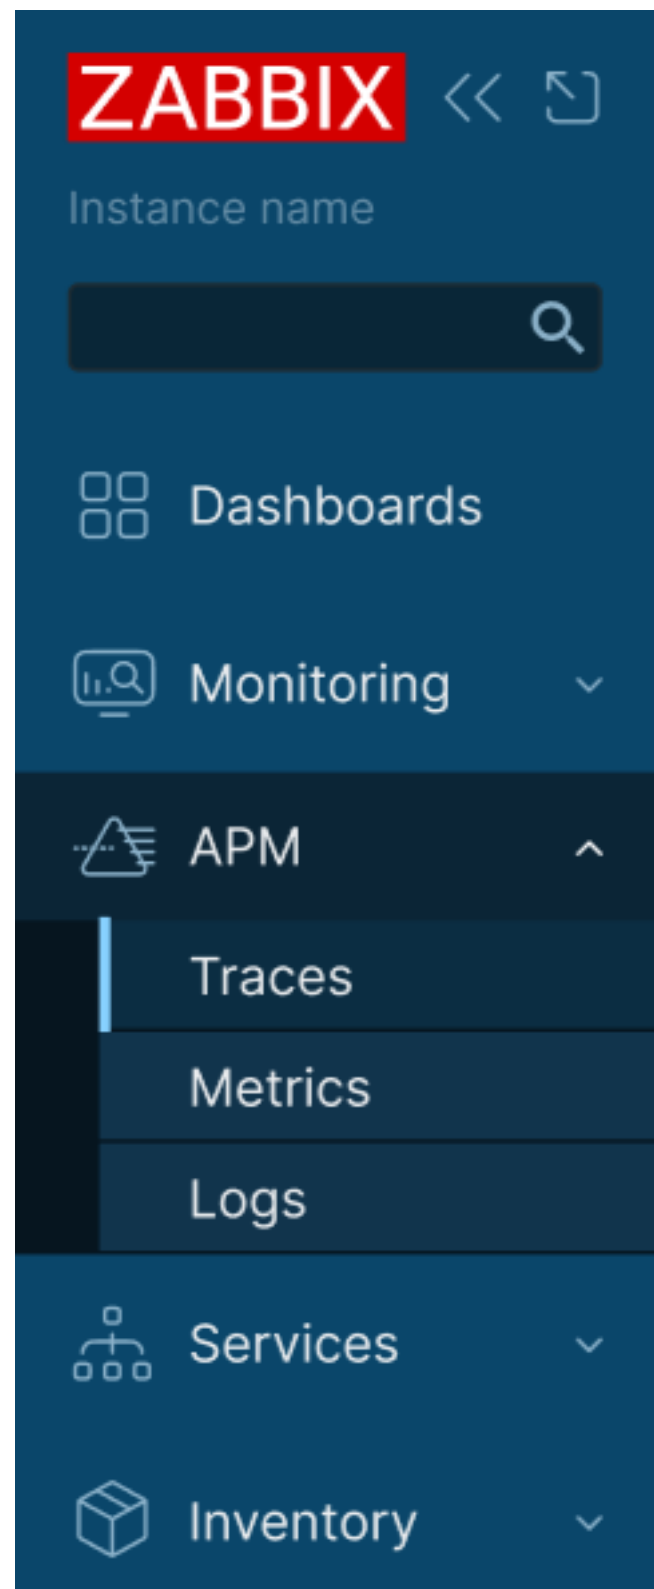 ZABBIX
Instance name
Dashboards
Monitoring
APM
Traces
Metrics
Logs
Services
Inventory